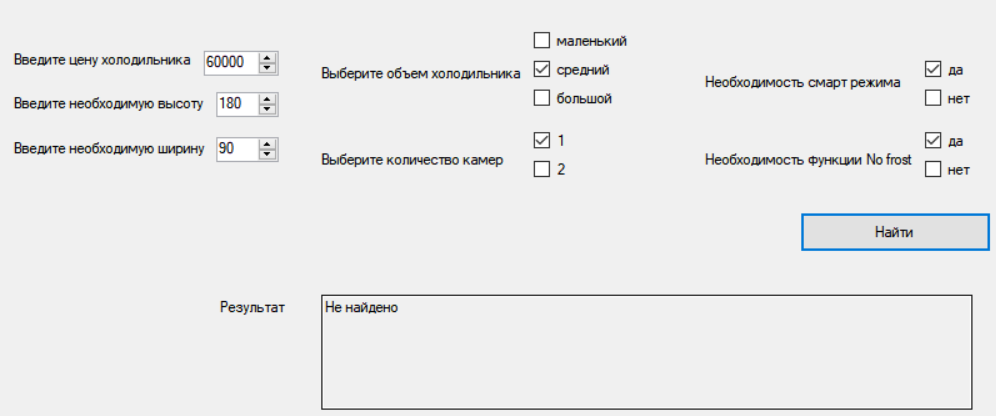 Введите цену холодильника 60000
Введите необходимую высоту 180
Введите необходимую ширину 90
Выберите объем холодильника
маленький
средний
большой
Выберите количество камер
1
2
Необходимость смарт режима
да
нет
Необходимость функции No frost
да
нет
Найти
Результат
Не найдено